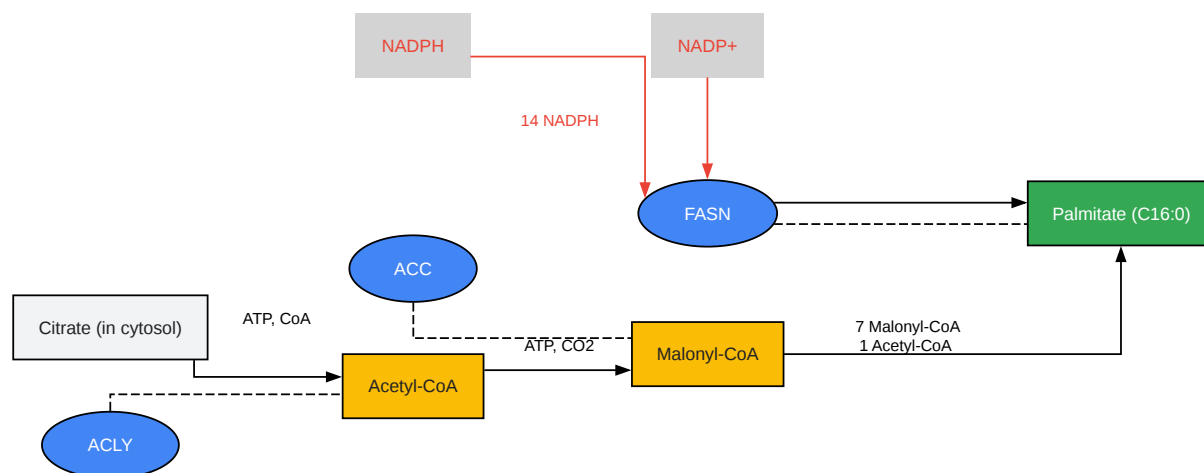 NADPH
NADP+
14 NADPH
FASN
Palmitate (C16:0)
ACC
Citrate (in cytosol)
ATP, CoA
ATP, CO2
Malonyl-CoA
7 Malonyl-CoA
1 Acetyl-CoA
Acetyl-CoA
ACLY